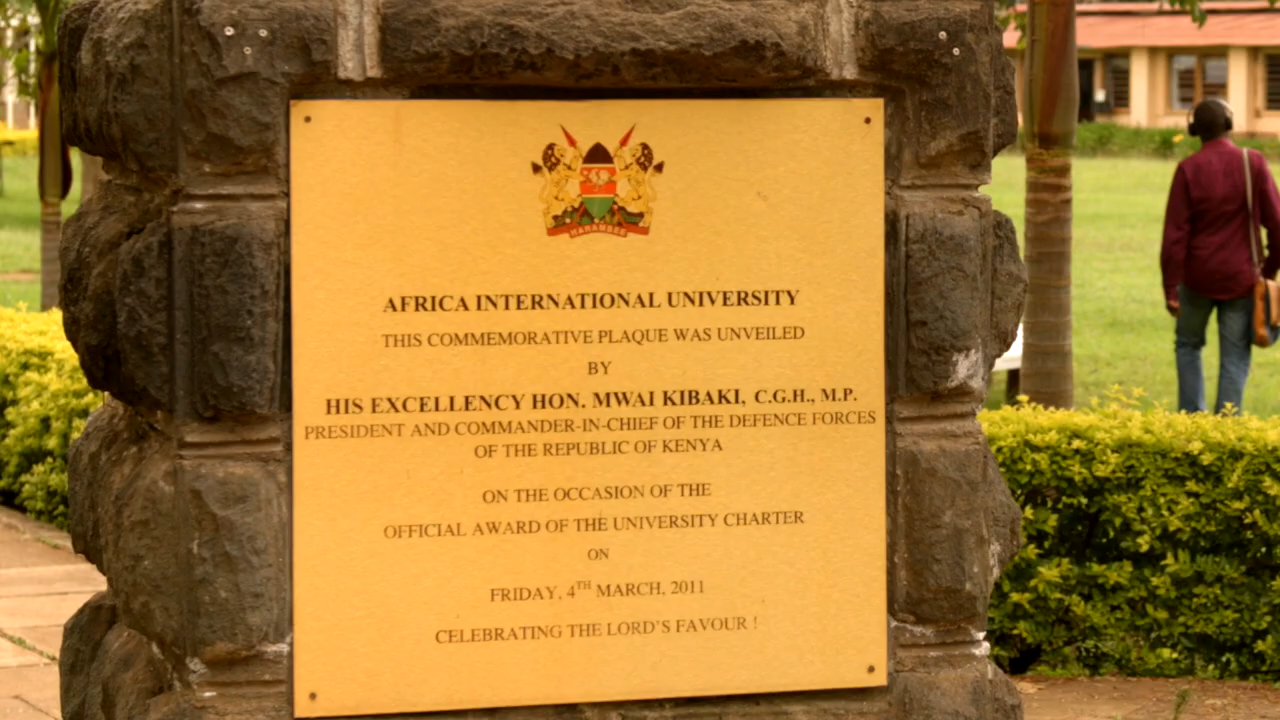 HARAMBEE
AFRICA INTERNATIONAL UNIVERSITY
THIS COMMEMORATIVE PLAQUE WAS UNVEILED
BY
HIS EXCELLENCY HON. MWAI KIBAKI, C.G.H., M.P.
PRESIDENT AND COMMANDER-IN-CHIEF OF THE DEFENCE FORCES
OF THE REPUBLIC OF KENYA
ON THE OCCASION OF THE
OFFICIAL AWARD OF THE UNIVERSITY CHARTER
ON
FRIDAY, 4TH MARCH, 2011
CELEBRATING THE LORD'S FAVOUR !